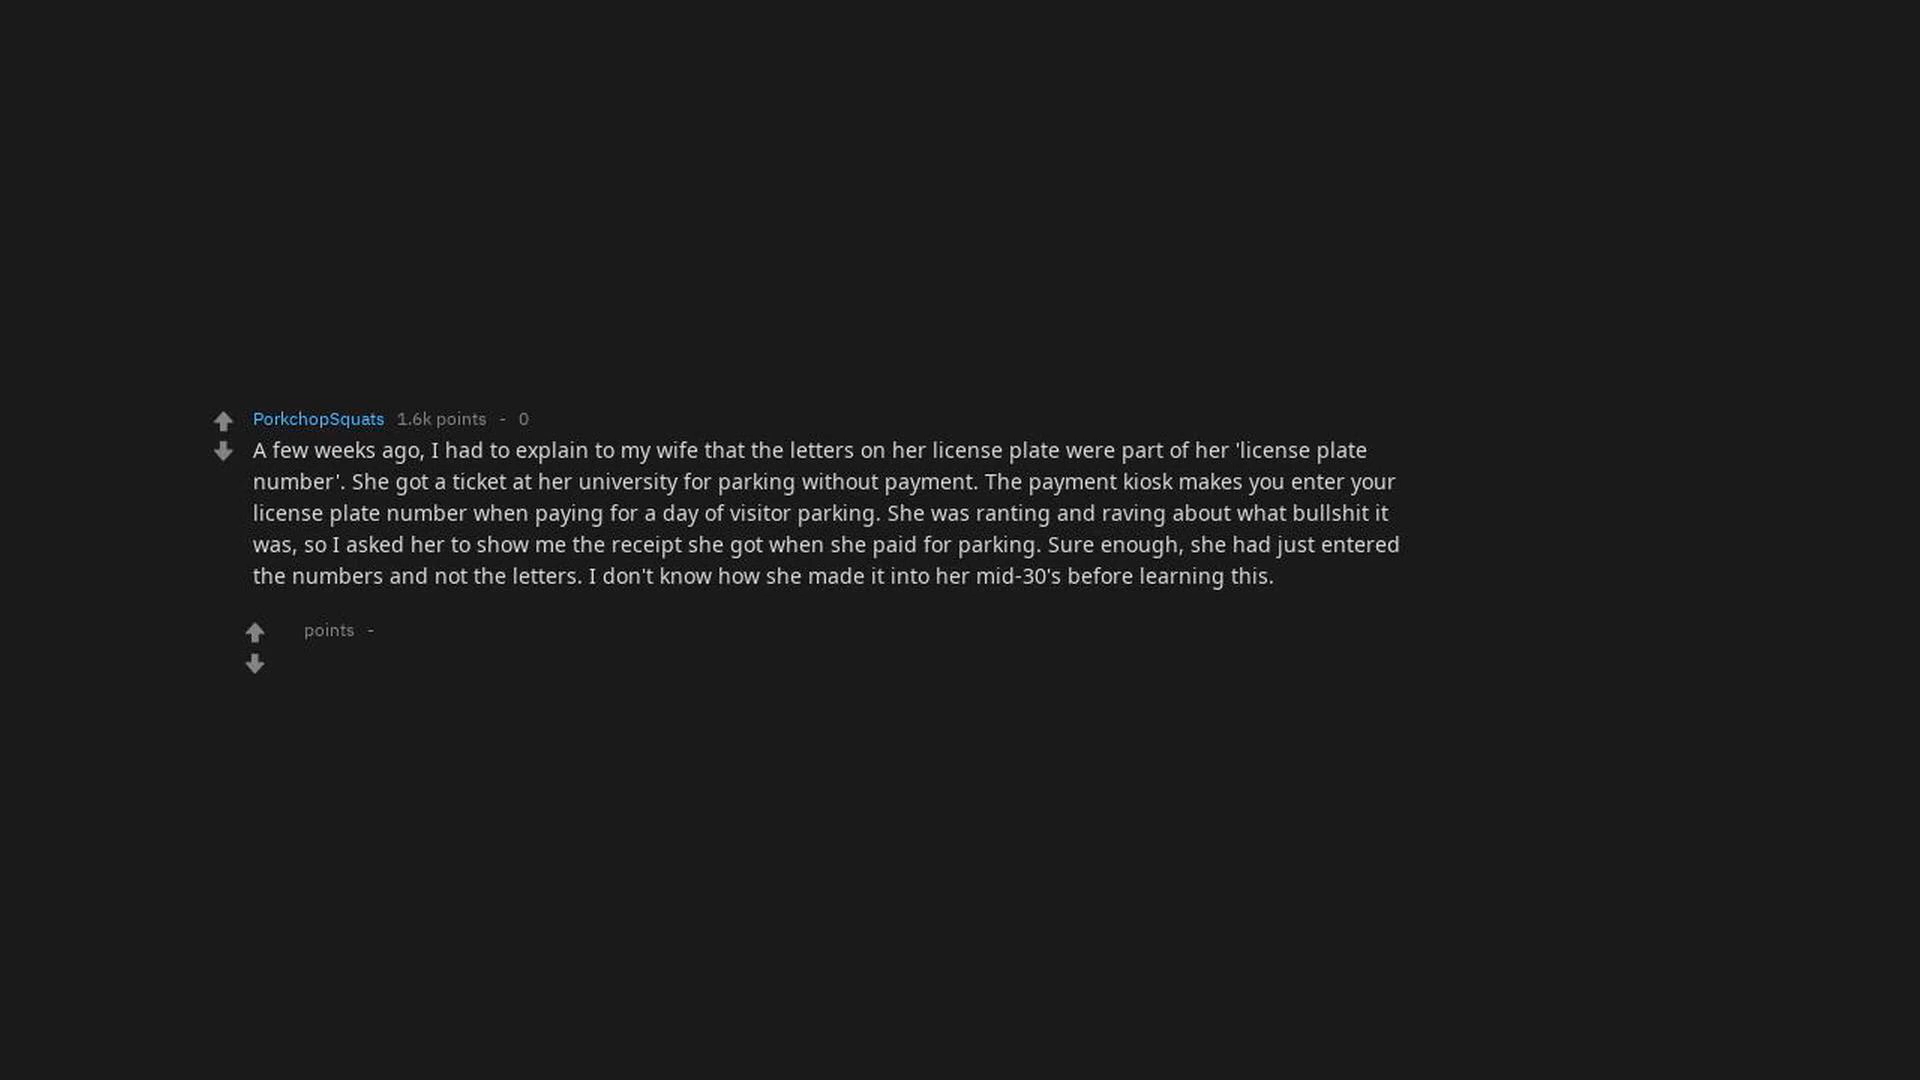 PorkchopSquats 1.6k points - 0
A few weeks ago, I had to explain to my wife that the letters on her license plate were part of her 'license plate
number'. She got a ticket at her university for parking without payment. The payment kiosk makes you enter your
license plate number when paying for a day of visitor parking. She was ranting and raving about what bullshit it
was, so I asked her to show me the receipt she got when she paid for parking. Sure enough, she had just entered
the numbers and not the letters. I don't know how she made it into her mid-30's before learning this.
points -